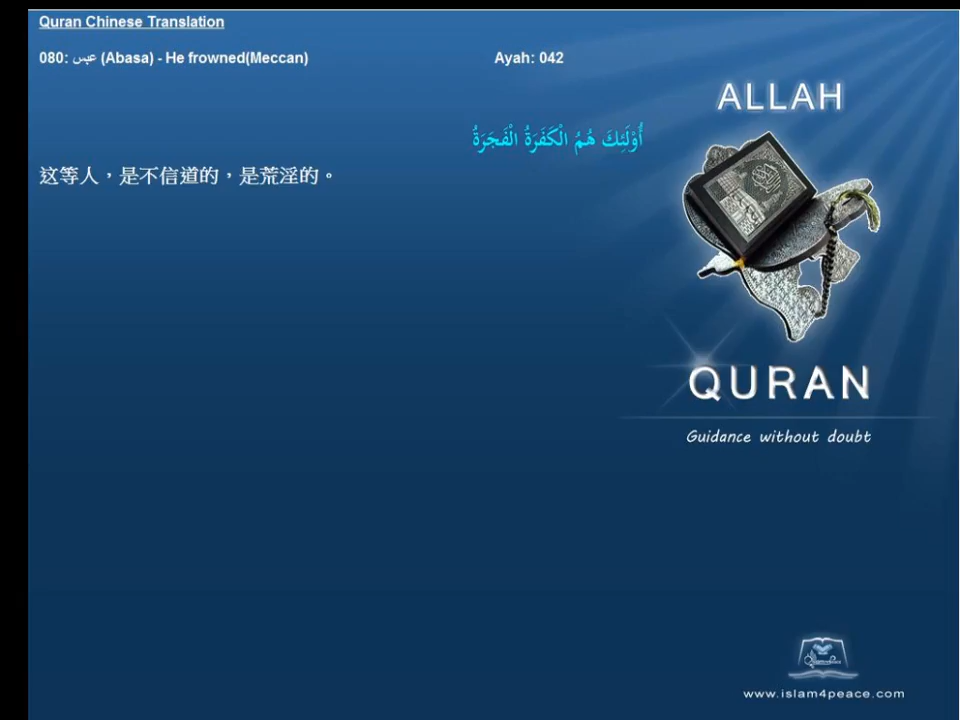 Quran Chinese Translation
080: عبس (Abasa) - He frowned(Meccan) Ayah: 042
ALLAH
أُوْلَئِكَ هُمُ الْكَفَرَةُ الْفَجَرَةُ
这等人，是不信道的，是荒淫的。
QURAN
Guidance without doubt
www.islam4peace.com